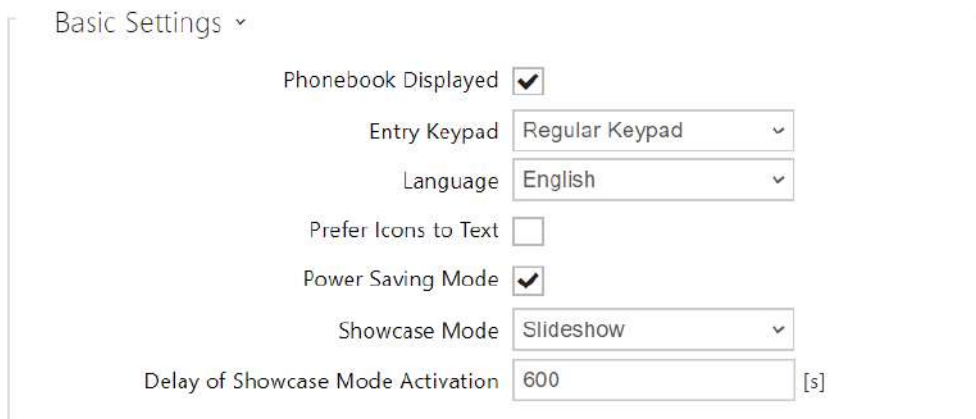 Basic Settings
Phonebook Displayed
Entry Keypad Regular Keypad
Language English
Prefer Icons to Text
Power Saving Mode
Showcase Mode Slideshow
Delay of Showcase Mode Activation 600 [s]